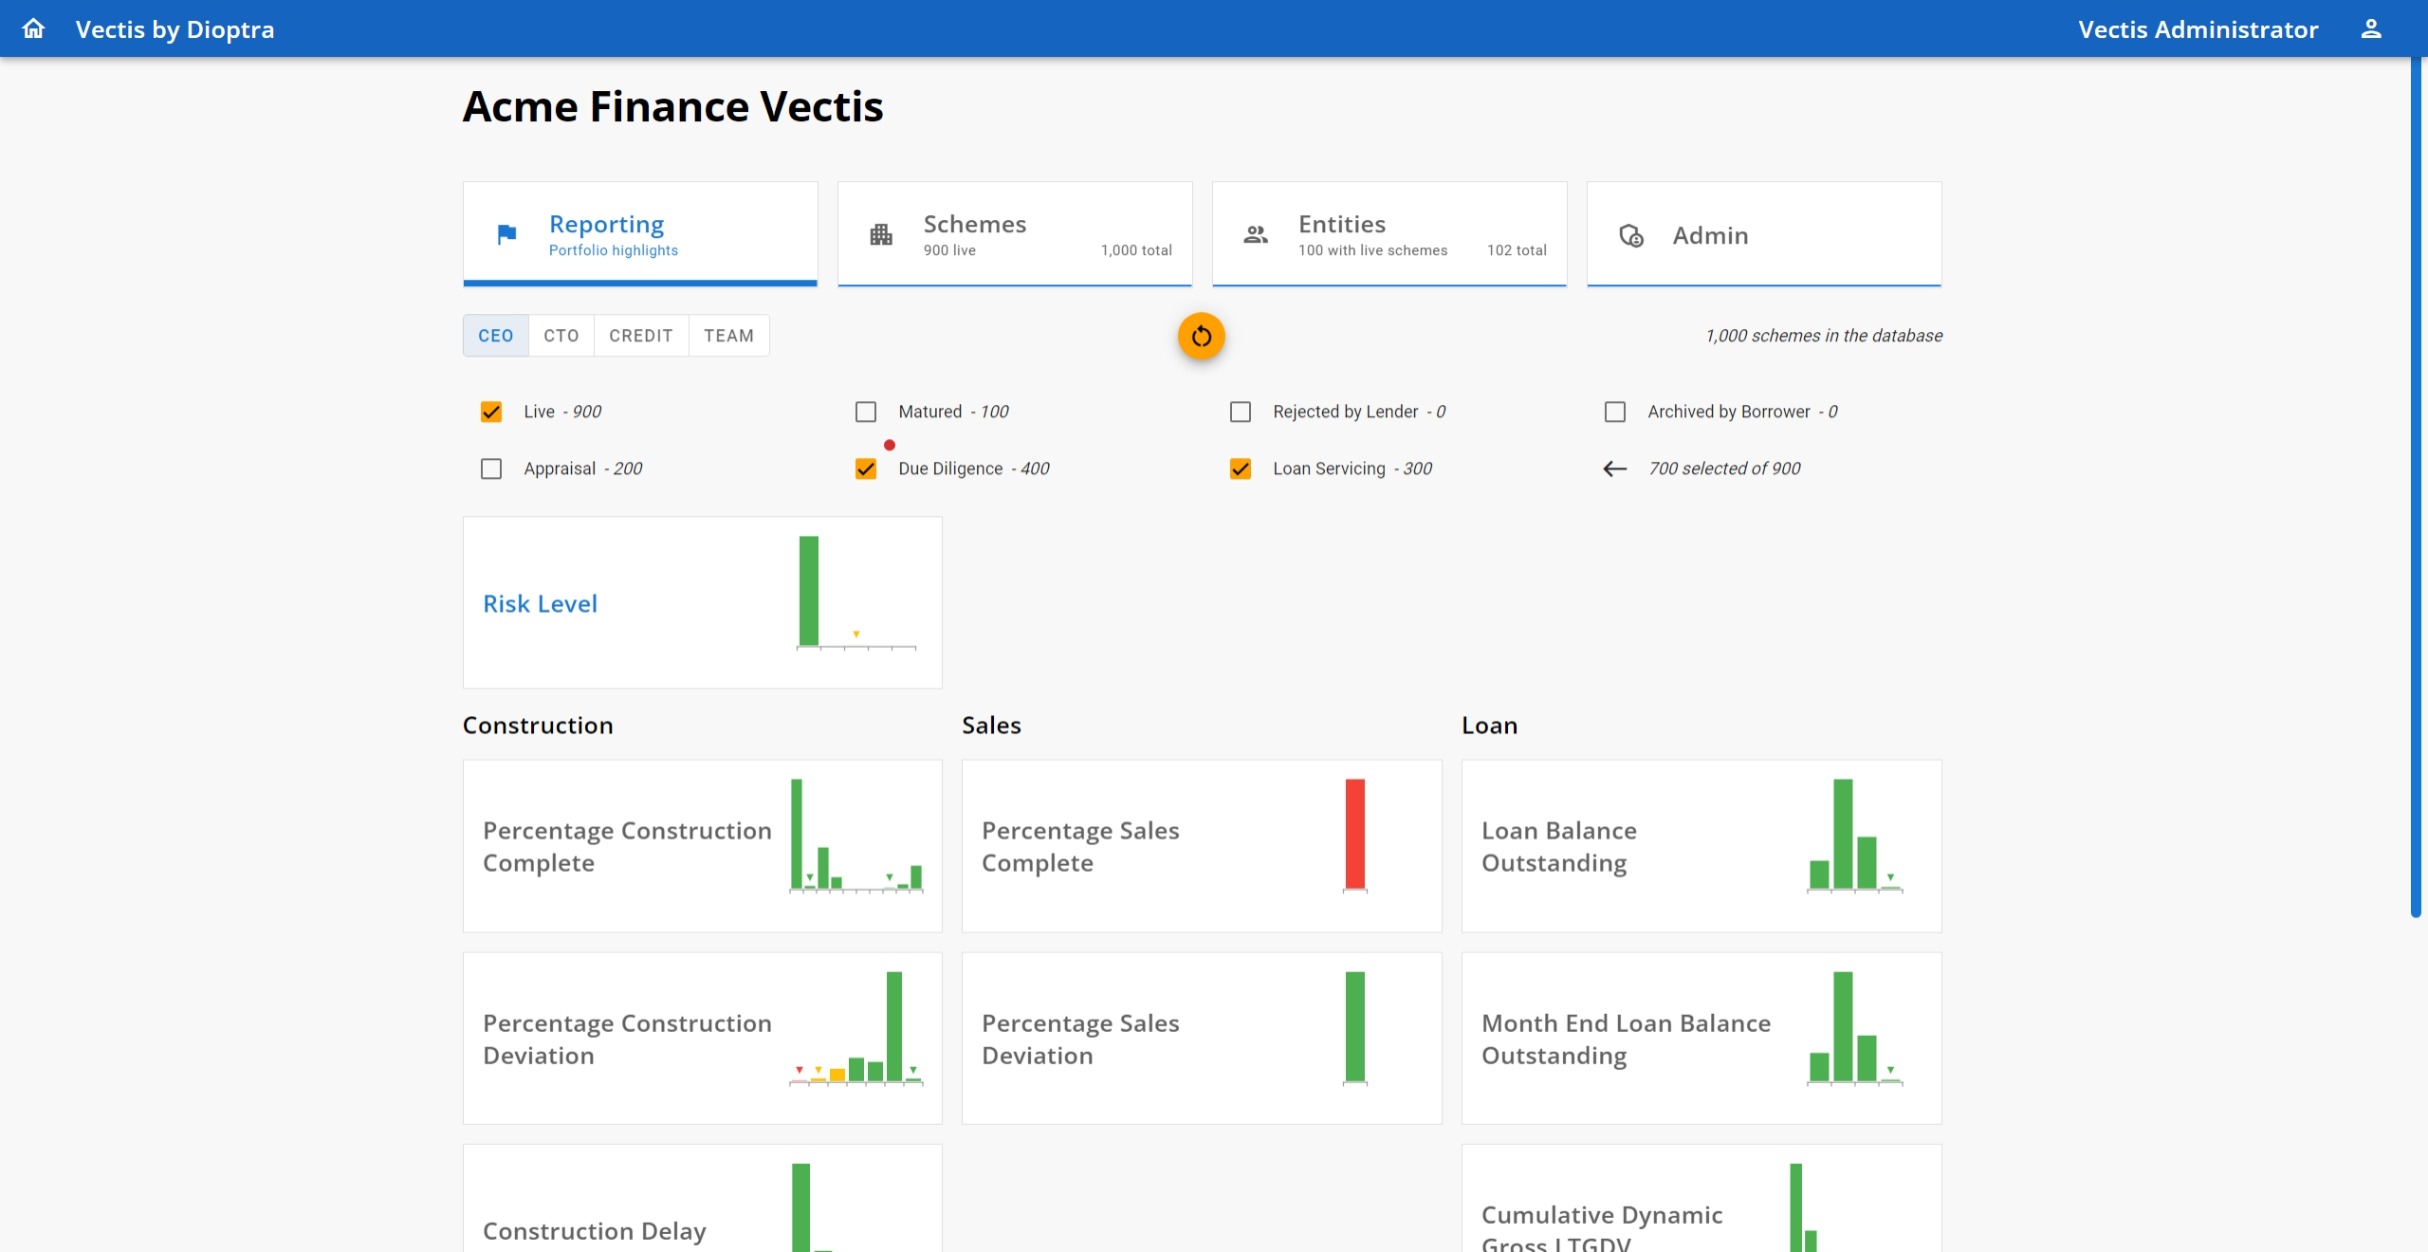 Vectis by Dioptra
Vectis Administrator
Acme Finance Vectis
Reporting
Portfolio highlights
Schemes
900 live 1,000 total
Entities
100 with live schemes 102 total
Admin
CEO CTO CREDIT TEAM
1,000 schemes in the database
Live - 900
Matured - 100
Rejected by Lender - 0
Archived by Borrower - 0
Appraisal - 200
Due Diligence - 400
Loan Servicing - 300
700 selected of 900
Risk Level
Construction
Sales
Loan
Percentage Construction
Complete
Percentage Sales
Complete
Loan Balance
Outstanding
Percentage Construction
Deviation
Percentage Sales
Deviation
Month End Loan Balance
Outstanding
Construction Delay
Cumulative Dynamic
Gross LTGDV